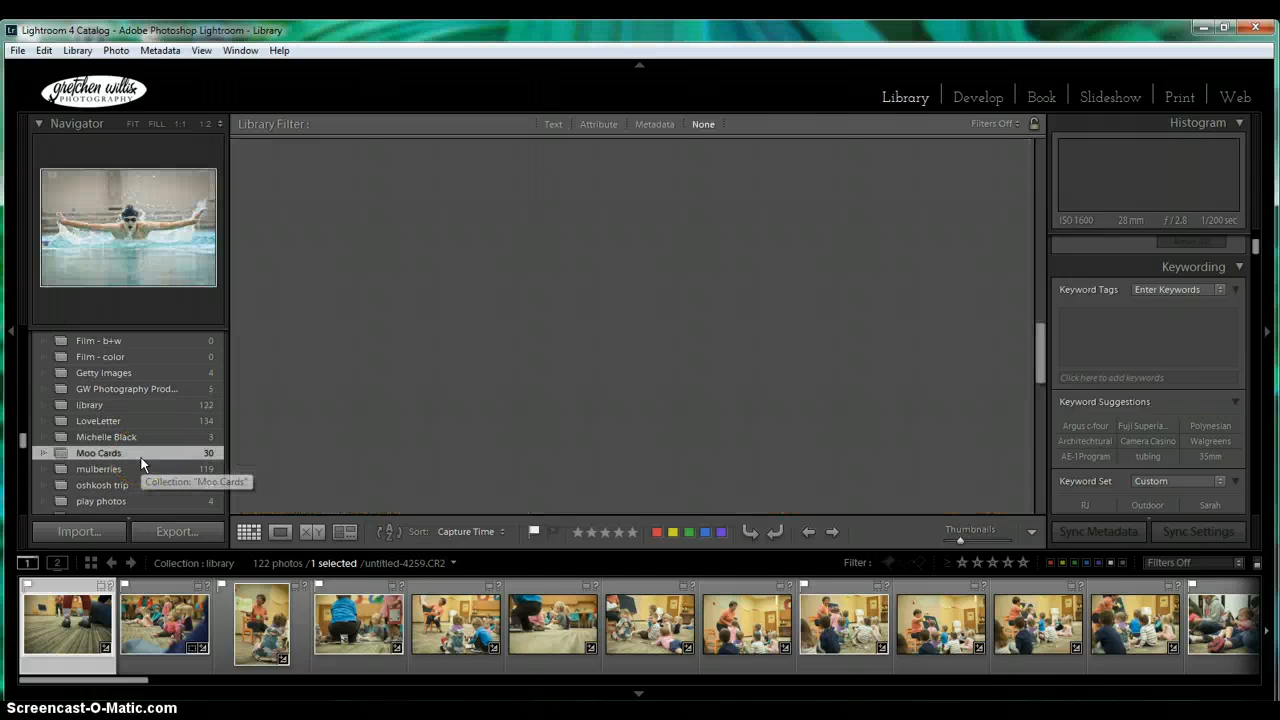 Lightroom 4 Catalog - Adobe Photoshop Lightroom - Library
File Edit Library Photo Metadata View Window Help
gretchen willis
PHOTOGRAPHY
Library Develop Book Slideshow Print Web
Navigator FIT FILL 1:1 1:2
Library Filter : Text Attribute Metadata None Filters Off
Histogram
ISO 1600 28 mm ƒ / 2.8 1/200 sec
Keywording
Keyword Tags Enter Keywords
Click here to add keywords
Keyword Suggestions
Argus c-four Fuji Superia... Polynesian
Architechtural Camera Casino Walgreens
AE-1Program tubing 35mm
Keyword Set Custom
RJ Outdoor Sarah
Film - b+w 0
Film - color 0
Getty Images 4
GW Photography Prod... 5
library 122
LoveLetter 134
Michelle Black 3
Moo Cards 30
mulberries 119
Collection: "Moo Cards"
oshkosh trip
play photos 4
Import... Export...
XY Sort: Capture Time Thumbnails Sync Metadata Sync Settings
1 2 Collection : library 122 photos / 1 selected / untitled-4259.CR2 Filter : Filters Off
Screencast-O-Matic.com